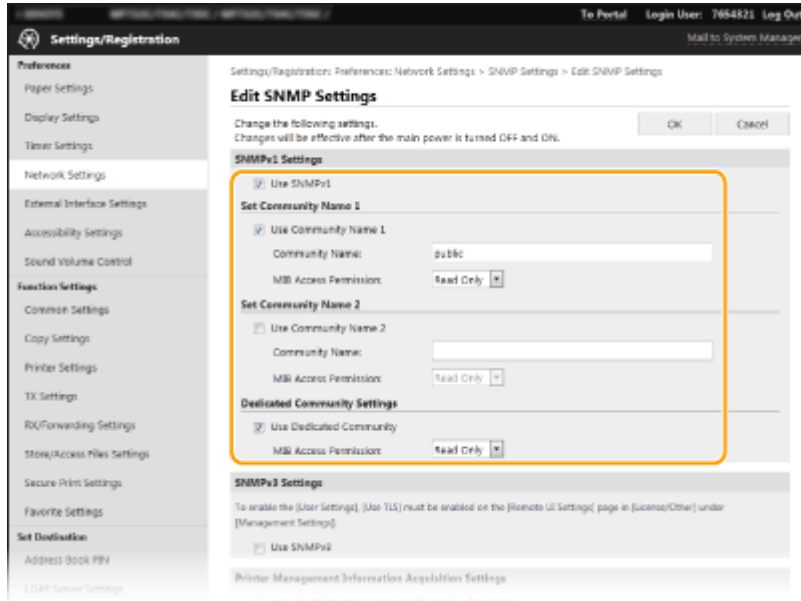 To Portal Login User: 7654321 Log Out
Settings/Registration
Mail to System Manager
Preferences
Paper Settings
Display Settings
Timer Settings
Network Settings
External Interface Settings
Accessibility Settings
Sound Volume Control
Function Settings
Common Settings
Copy Settings
Printer Settings
TX Settings
RX/Forwarding Settings
Store/Access Files Settings
Secure Print Settings
Favorite Settings
Set Destination
Address Book PIN
LDAP Server Settings
Settings/Registration: Preferences: Network Settings > SNMP Settings > Edit SNMP Settings
Edit SNMP Settings
Change the following settings.
Changes will be effective after the main power is turned OFF and ON.
OK Cancel
SNMPv1 Settings
Use SNMPv1
Set Community Name 1
Use Community Name 1
Community Name: public
MIB Access Permission: Read Only
Set Community Name 2
Use Community Name 2
Community Name:
MIB Access Permission: Read Only
Dedicated Community Settings
Use Dedicated Community
MIB Access Permission: Read Only
SNMPv3 Settings
To enable the [User Settings], [Use TLS] must be enabled on the [Remote UI Settings] page in [License/Other] under
[Management Settings].
Use SNMPv3
Printer Management Information Acquisition Settings